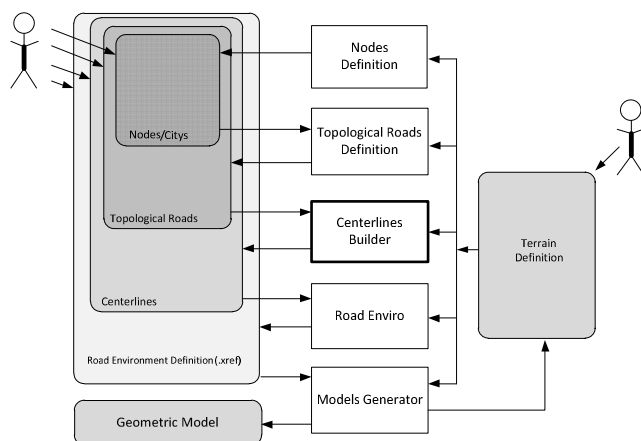 Nodes
Definition
Nodes/Citys
Topological Roads
Definition
Topological Roads
Centerlines
Builder
Terrain
Definition
Centerlines
Road Enviro
Road Environment Definition(.xref)
Models Generator
Geometric Model